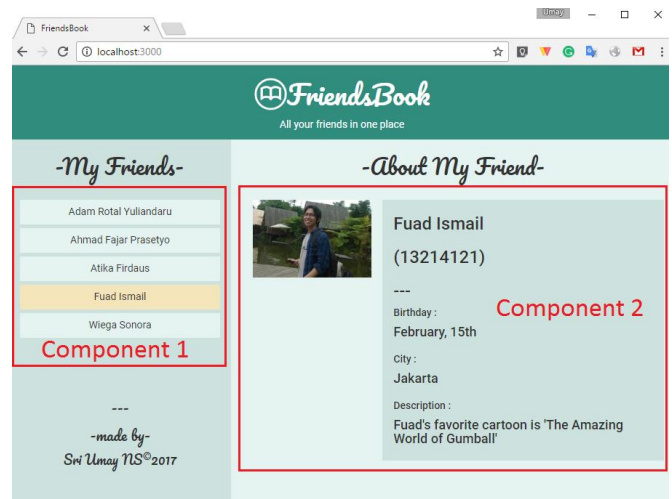 Umay
FriendsBook
localhost:3000
FriendsBook
All your friends in one place
-My Friends-
Adam Rotal Yuliandaru
Ahmad Fajar Prasetyo
Atika Firdaus
Fuad Ismail
Wiega Sonora
Component 1
---
-made by-
Sri Umay NS©2017
-About My Friend-
Fuad Ismail
(13214121)
---
Birthday :
February, 15th
City :
Jakarta
Description :
Fuad's favorite cartoon is 'The Amazing
World of Gumball'
Component 2